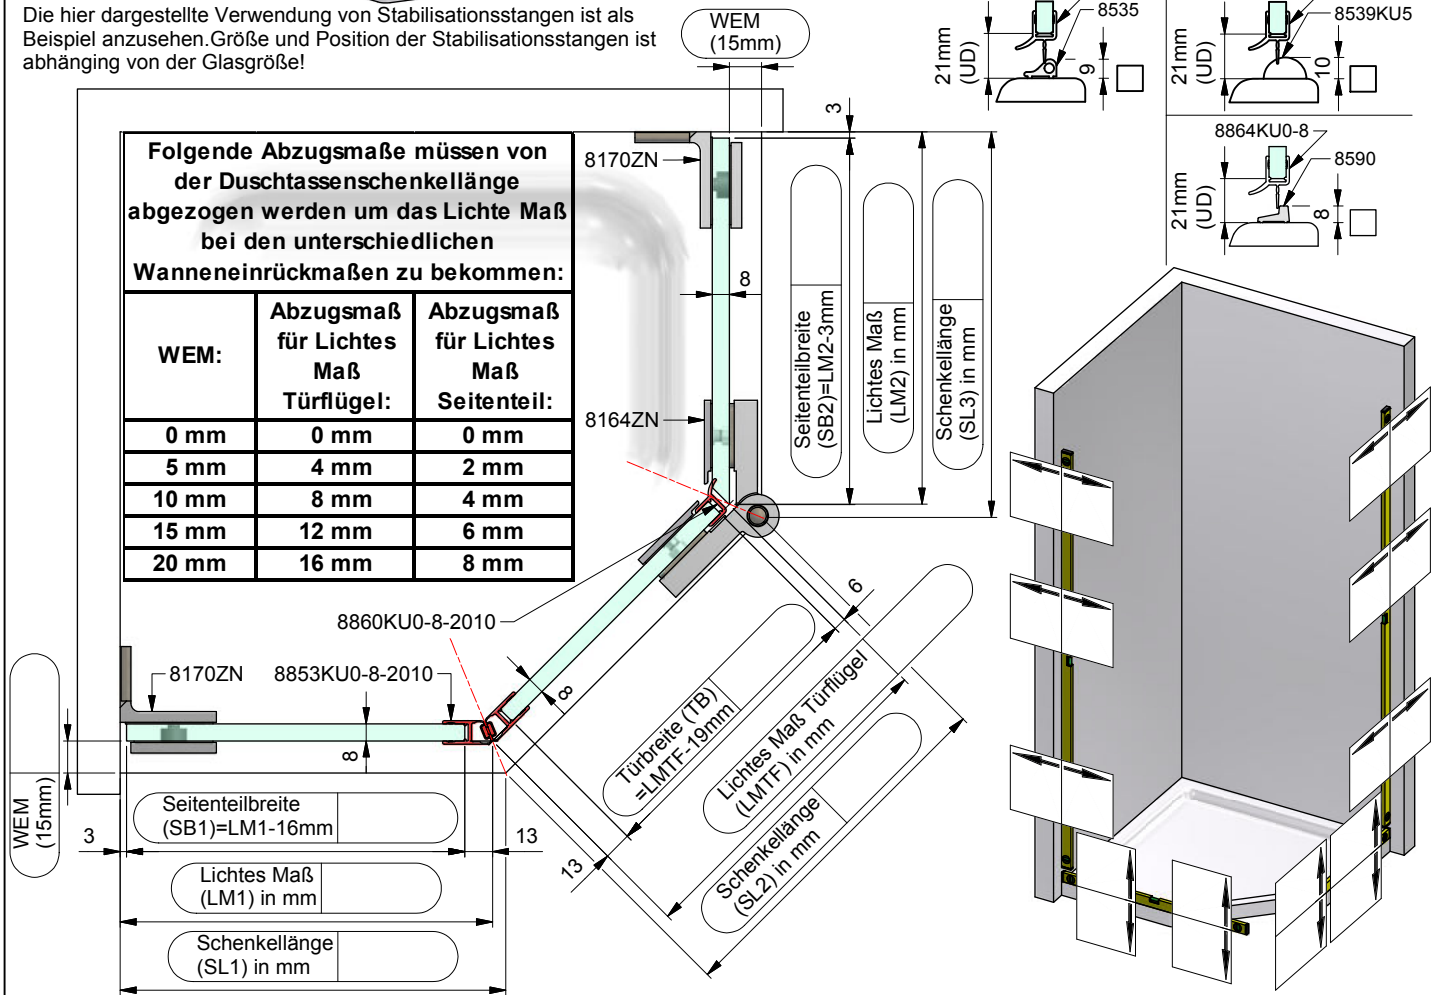 Die hier dargestellte Verwendung von Stabilisationsstangen ist als
Beispiel anzusehen.Größe und Position der Stabilisationsstangen ist
abhänging von der Glasgröße!
WEM
(15mm)
21mm
(UD)
8535
9
21mm
(UD)
8539KU5
10
8864KU0-8
8590
21mm
(UD)
8
Folgende Abzugsmaße müssen von
der Duschtassenschenkellänge
abgezogen werden um das Lichte Maß
bei den unterschiedlichen
Wanneneinrückmaßen zu bekommen:
WEM:
Abzugsmaß
für Lichtes
Maß
Türflügel:
Abzugsmaß
für Lichtes
Maß
Seitenteil:
0 mm 0 mm 0 mm
5 mm 4 mm 2 mm
10 mm 8 mm 4 mm
15 mm 12 mm 6 mm
20 mm 16 mm 8 mm
8170ZN
3
8
8164ZN
Seitenteilbreite
(SB2)=LM2-3mm
Lichtes Maß
(LM2) in mm
Schenkellänge
(SL3) in mm
8860KU0-8-2010
8170ZN
8853KU0-8-2010
8
8
6
Türbreite (TB)
=LMTF-19mm
Lichtes Maß Türflügel
(LMTF) in mm
Schenkellänge
(SL2) in mm
13
WEM
(15mm)
3
Seitenteilbreite
(SB1)=LM1-16mm
13
Lichtes Maß
(LM1) in mm
Schenkellänge
(SL1) in mm